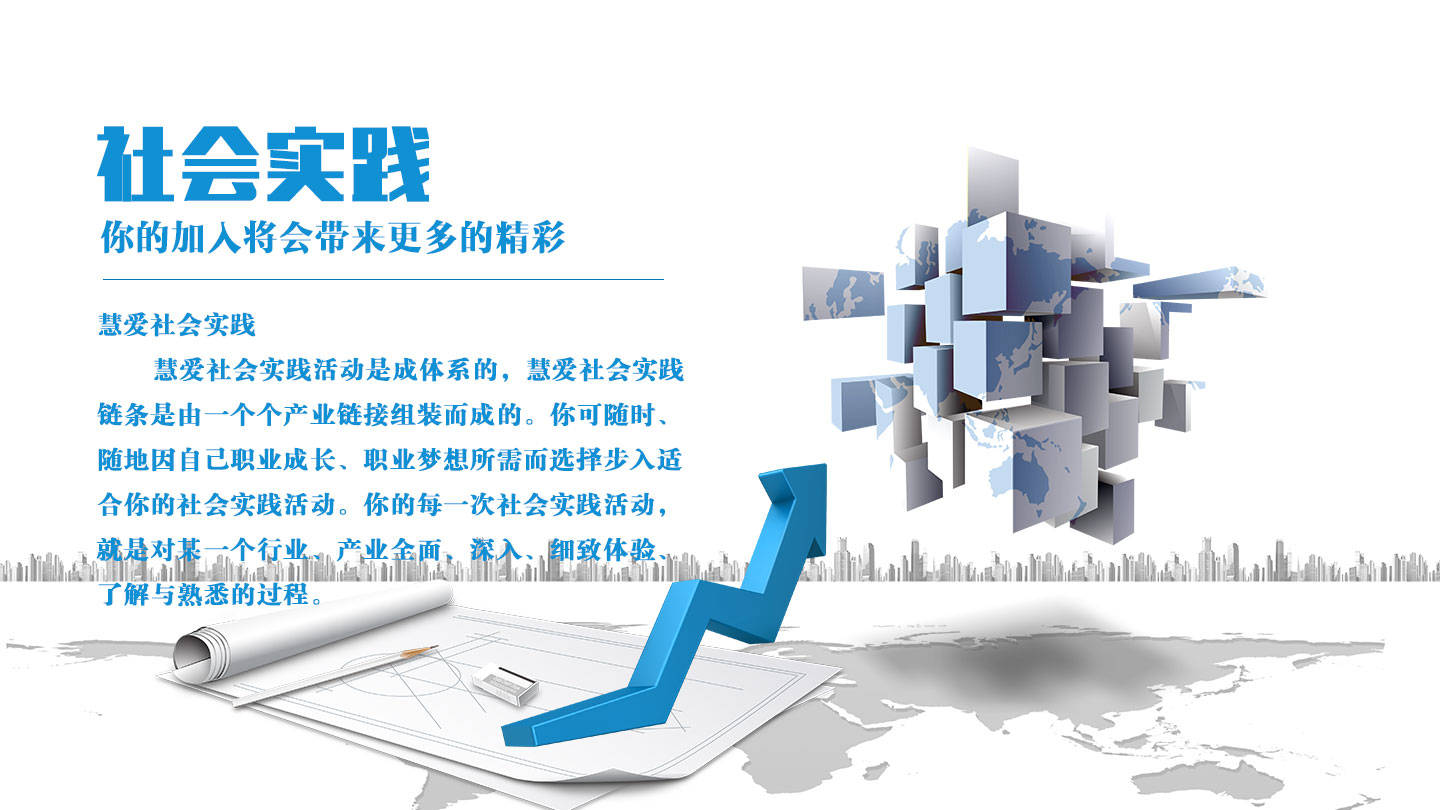 社会实践
你的加入将会带来更多的精彩
慧爱社会实践
慧爱社会实践活动是成体系的，慧爱社会实践
链条是由一个个产业链接组装而成的。你可随时、
随地因自己职业成长、职业梦想所需而选择步入适
合你的社会实践活动。你的每一次社会实践活动，
就是对某一个行业、产业全面、深入、细致体验、
了解与熟悉的过程。